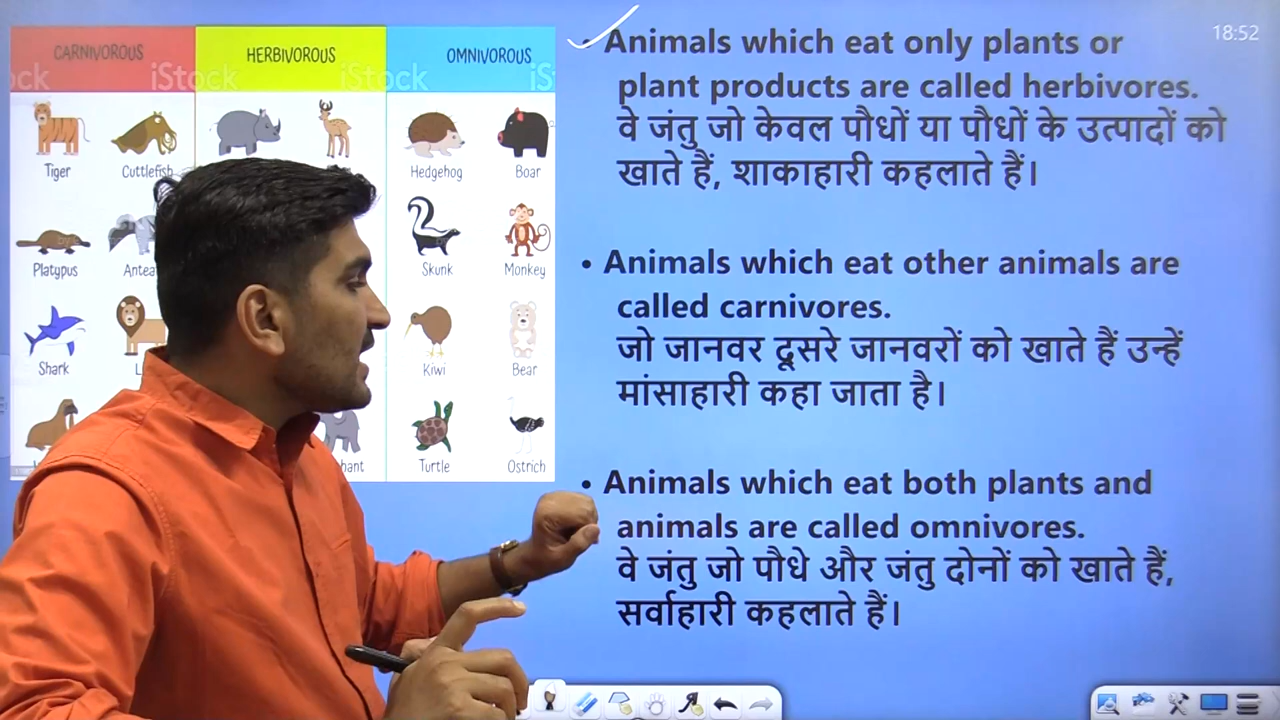 CARNIVOROUS
HERBIVOROUS
OMNIVOROUS
iStock
iStock
Tiger
Cuttlefish
Hedgehog
Boar
Platypus
Skunk
Monkey
Shark
Kiwi
Bear
Turtle
Ostrich
18:52
• Animals which eat only plants or
plant products are called herbivores.
वे जंतु जो केवल पौधों या पौधों के उत्पादों को
खाते हैं, शाकाहारी कहलाते हैं।
• Animals which eat other animals are
called carnivores.
जो जानवर दूसरे जानवरों को खाते हैं उन्हें
मांसाहारी कहा जाता है।
• Animals which eat both plants and
animals are called omnivores.
वे जंतु जो पौधे और जंतु दोनों को खाते हैं,
सर्वाहारी कहलाते हैं।